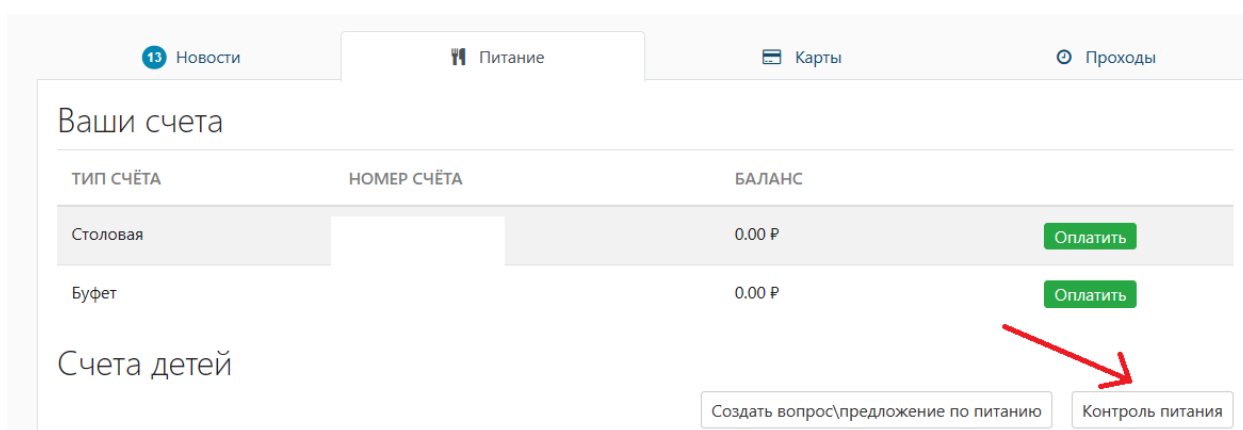 13 Новости Питание Карты Проходы
Ваши счета
ТИП СЧЁТА НОМЕР СЧЁТА БАЛАНС
Столовая 0.00 ₽ Оплатить
Буфет 0.00 ₽ Оплатить
Счета детей
Создать вопрос\предложение по питанию Контроль питания